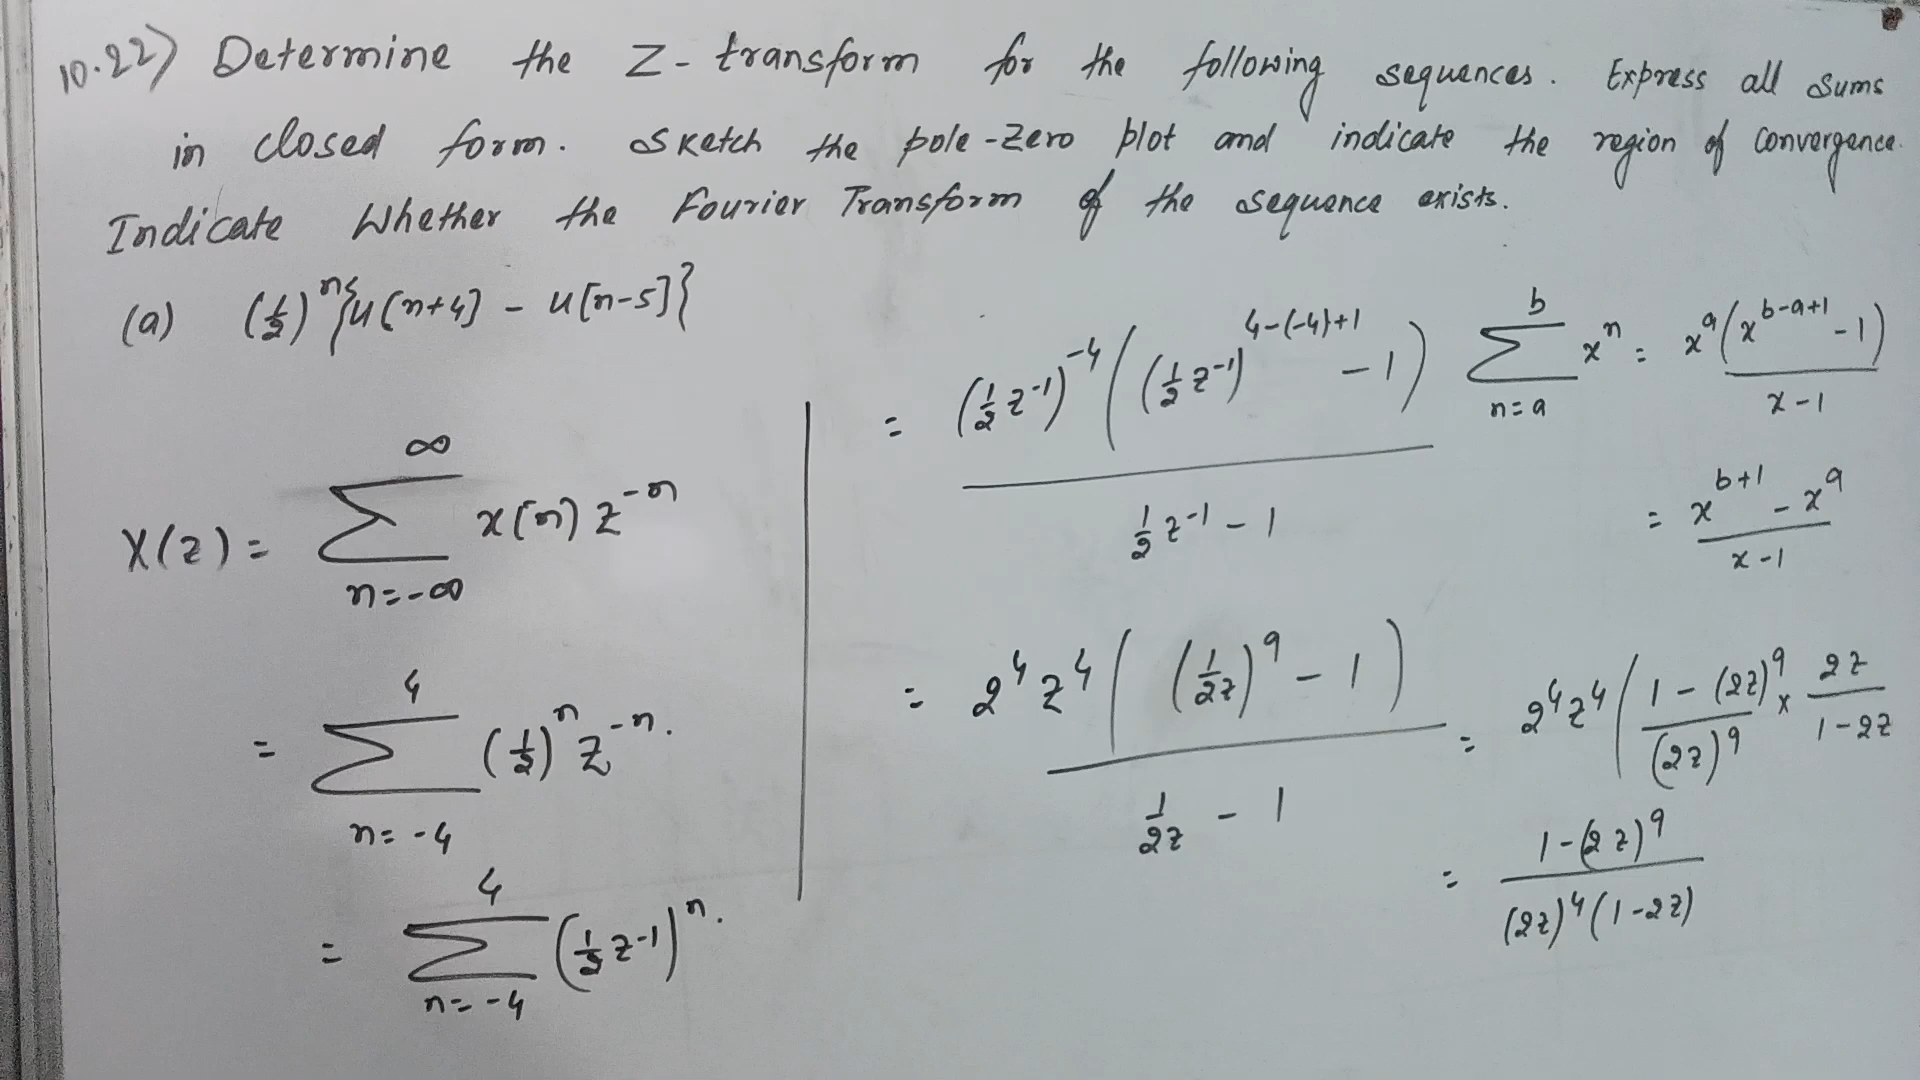 10.22) Determine the Z-transform for the following sequences. Express all sums
in closed form. Sketch the pole-zero plot and indicate the region of convergence.
Indicate whether the Fourier Transform of the sequence exists.
(a) (1/2)^n {u[n+4] - u[n-5]}
X(z) = ∑_{n=-∞}^{∞} x[n] z^{-n}
= ∑_{n=-4}^{4} (1/2)^n z^{-n}.
= ∑_{n=-4}^{4} (1/2 z^{-1})^n.
= (1/2 z^{-1})^{-4} ((1/2 z^{-1})^{4-(-4)+1} - 1) / (1/2 z^{-1} - 1)
∑_{n=a}^{b} x^n = x^a (x^{b-a+1} - 1) / (x-1)
= (x^{b+1} - x^a) / (x-1)
= 2^4 z^4 ((1/2z)^9 - 1) / (1/2z - 1)
= 2^4 z^4 ( (1 - (2z)^9) / (2z)^9 × 2z / (1-2z)
= (1-(2z)^9) / ((2z)^4 (1-2z))